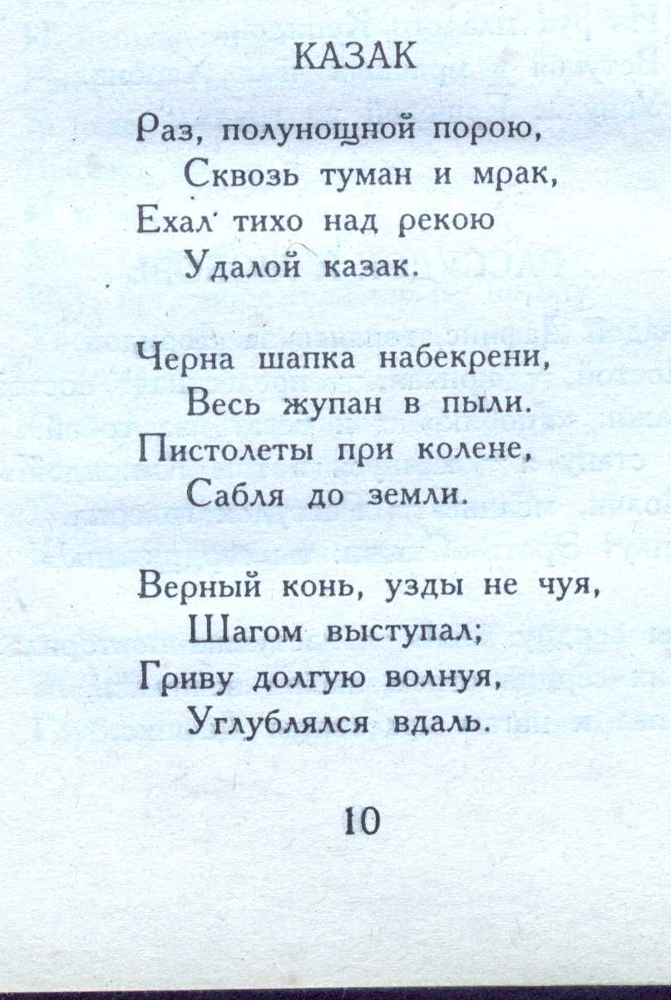 КАЗАК
Раз, полунощной порою,
Сквозь туман и мрак,
Ехал тихо над рекою
Удалой казак.
Черна шапка набекрени,
Весь жупан в пыли.
Пистолеты при колене,
Сабля до земли.
Верный конь, узды не чуя,
Шагом выступал;
Гриву долгую волнуя,
Углублялся вдаль.
10